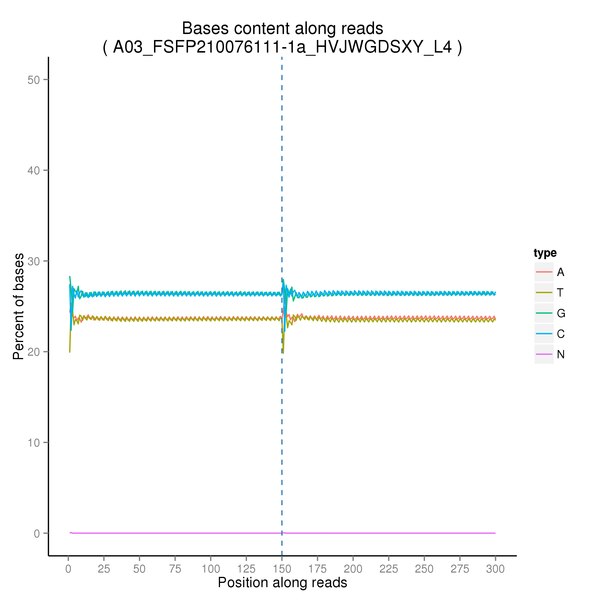 Bases content along reads
( A03_FSFP210076111-1a_HVJWGDSXY_L4 )
50
40
30
20
10
0
Percent of bases
0 25 50 75 100 125 150 175 200 225 250 275 300
Position along reads
type
A
T
G
C
N